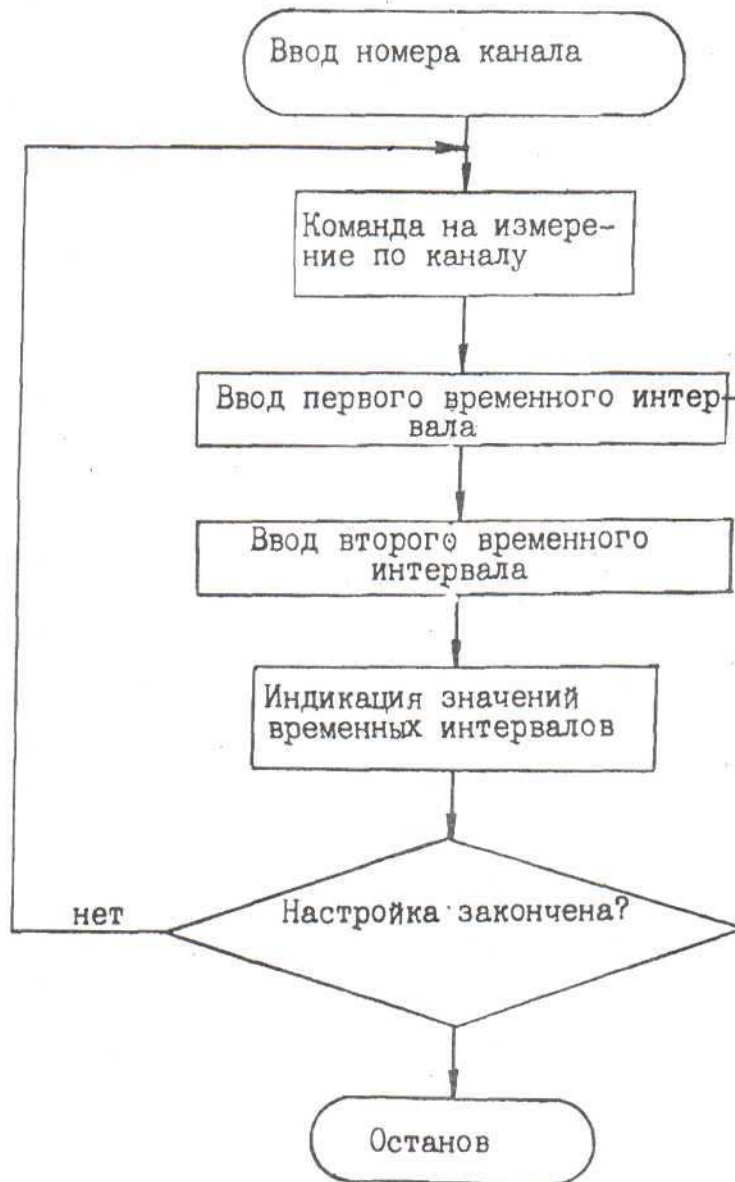 Ввод номера канала
Команда на измере-
ние по каналу
Ввод первого временного интер-
вала
Ввод второго временного
интервала
Индикация значений
временных интервалов
Настройка закончена?
нет
Останов